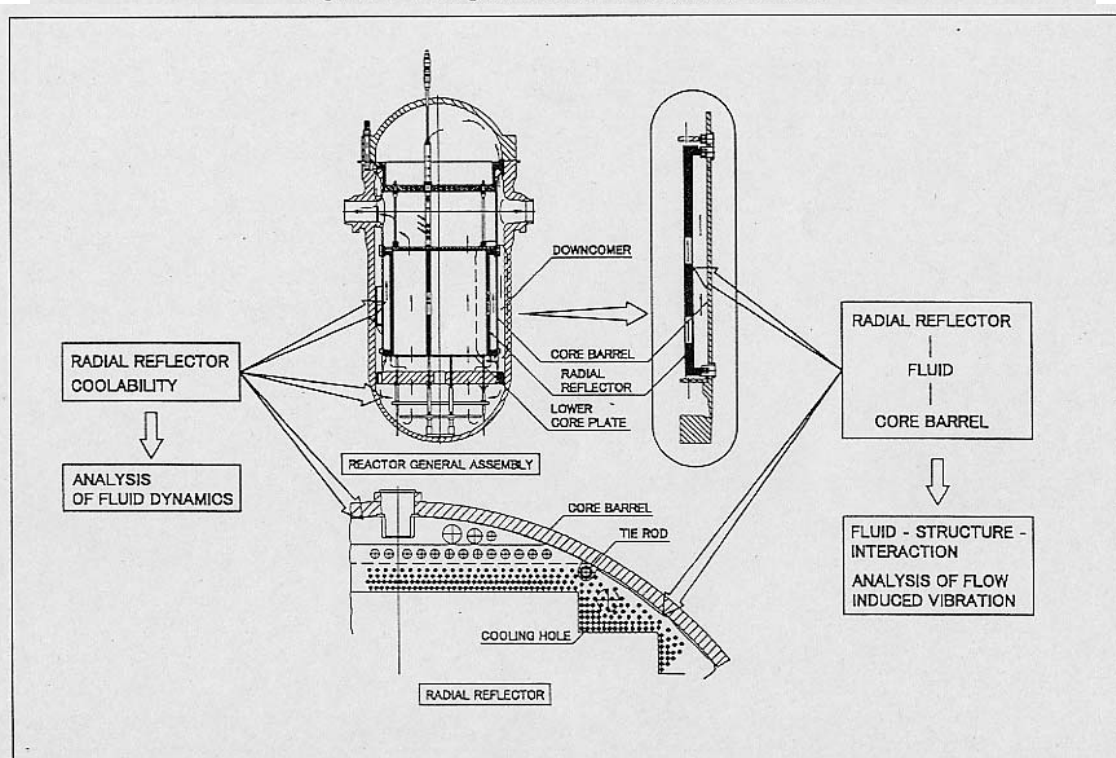 DOWNCOMER
CORE BARREL
RADIAL
REFLECTOR
LOWER
CORE PLATE
REACTOR GENERAL ASSEMBLY
RADIAL REFLECTOR
COOLABILITY
ANALYSIS
OF FLUID DYNAMICS
RADIAL REFLECTOR
FLUID
CORE BARREL
FLUID - STRUCTURE -
INTERACTION
ANALYSIS OF FLOW
INDUCED VIBRATION
CORE BARREL
TIE ROD
COOLING HOLE
RADIAL REFLECTOR